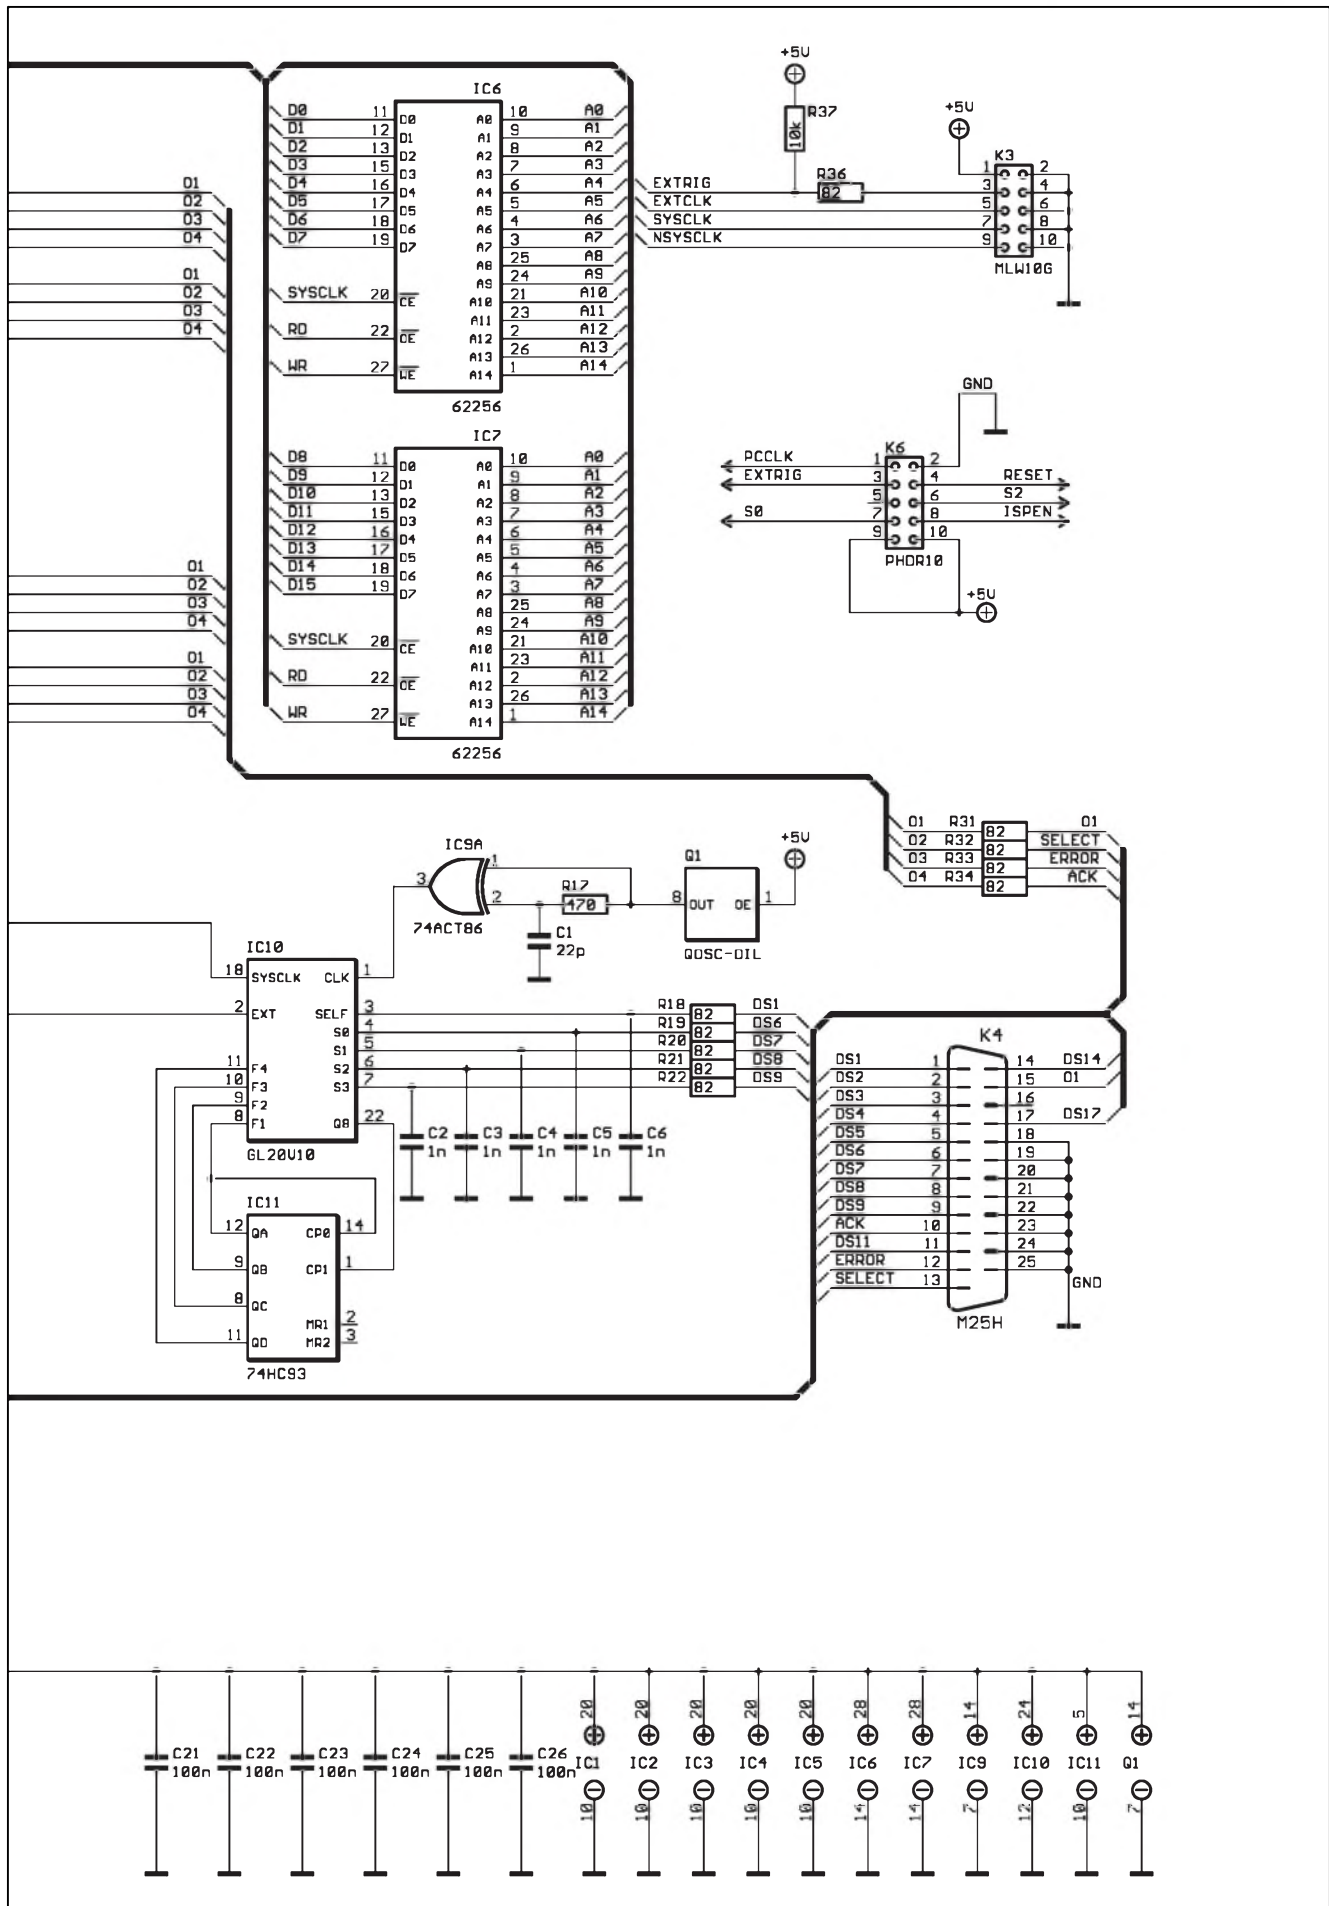 +5V
R37
10k
+5V
K3
R36
82
EXTRIG
EXTCLK
SYSCLK
NSYSCLK
1 2
3 4
5 6
7 8
9 10
MLW10G
O1
O2
O3
O4
O1
O2
O3
O4
O1
O2
O3
O4
O1
O2
O3
O4
IC6
D0 11 D0 A0 10 A0
D1 12 D1 A1 9 A1
D2 13 D2 A2 8 A2
D3 15 D3 A3 7 A3
D4 16 D4 A4 6 A4
D5 17 D5 A5 5 A5
D6 18 D6 A6 4 A6
D7 19 D7 A7 3 A7
A8 25 A8
A9 24 A9
SYSCLK 20 CE A10 21 A10
A11 23 A11
RD 22 OE A12 2 A12
A13 26 A13
WR 27 WE A14 1 A14
62256
IC7
D8 11 D0 A0 10 A0
D9 12 D1 A1 9 A1
D10 13 D2 A2 8 A2
D11 15 D3 A3 7 A3
D12 16 D4 A4 6 A4
D13 17 D5 A5 5 A5
D14 18 D6 A6 4 A6
D15 19 D7 A7 3 A7
A8 25 A8
A9 24 A9
SYSCLK 20 CE A10 21 A10
A11 23 A11
RD 22 OE A12 2 A12
A13 26 A13
WR 27 WE A14 1 A14
62256
GND
K6
PCCLK 1 2
EXTRIG 3 4 RESET
5 6 S2
S0 7 8 ISPEN
9 10
PHDR10
+5V
O1 R31 82 O1
O2 R32 82 SELECT
O3 R33 82 ERROR
O4 R34 82 ACK
IC9A
1
2
3
74ACT86
R17
470
C1
22p
Q1
8 OUT OE 1
QOSC-DIL
+5V
IC10
18 SYSCLK CLK 1
2 EXT SELF 3
S0 4
S1 5
11 F4 S2 6
10 F3 S3 7
9 F2
8 F1 Q8 22
GL20V10
R18 82 DS1
R19 82 DS6
R20 82 DS7
R21 82 DS8
R22 82 DS9
C2 1n
C3 1n
C4 1n
C5 1n
C6 1n
IC11
12 QA CP0 14
9 QB CP1 1
8 QC
MR1 2
11 QD MR2 3
74HC93
K4
DS1 1 14 DS14
DS2 2 15 O1
DS3 3 16
DS4 4 17 DS17
DS5 5 18
DS6 6 19
DS7 7 20
DS8 8 21
DS9 9 22
ACK 10 23
DS11 11 24
ERROR 12 25
SELECT 13
GND
M25H
C21 100n
C22 100n
C23 100n
C24 100n
C25 100n
C26 100n
20 IC1 10
20 IC2 10
20 IC3 10
20 IC4 10
20 IC5 10
28 IC6 14
28 IC7 14
14 IC9 7
24 IC10 12
5 IC11 10
14 Q1 7